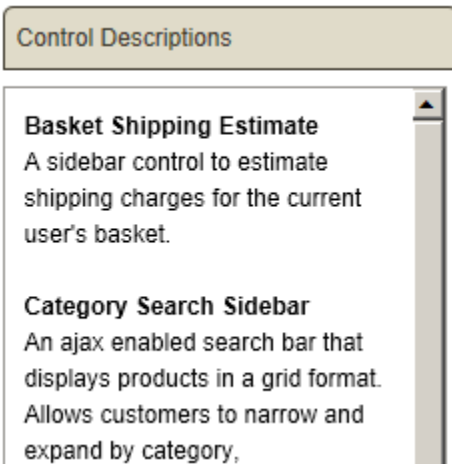 Control Descriptions
Basket Shipping Estimate
A sidebar control to estimate
shipping charges for the current
user's basket.
Category Search Sidebar
An ajax enabled search bar that
displays products in a grid format.
Allows customers to narrow and
expand by category,